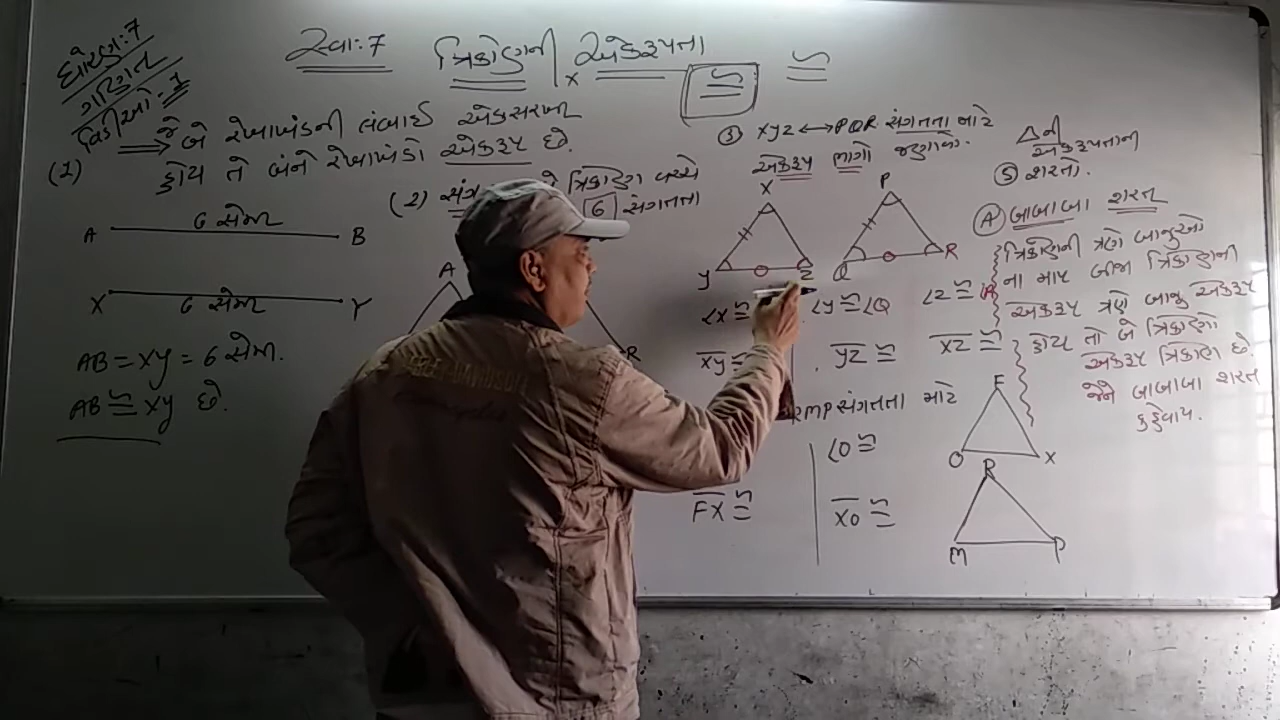 ધોરણ:7
ગણિત
વિડીયો-1
સ્વા:7 ત્રિકોણની એકરૂપતા ≅ ≅
x
(1) જે બે રેખાખંડની લંબાઈ એકસરખી
હોય તે બંને રેખાખંડો એકરૂપ છે.
6 સેમી
A B
6 સેમી
X Y
AB = XY = 6 સેમી.
AB ≅ XY છે.
(2) ત્રિકોણ વચ્ચે
6 સંગતતા
A
R
③ XYZ ↔ PQR સંગતતા માટે
એકરૂપ ભાગો જણાવો.
X P
Y Z Q R
∠X ≅ ∠Y ≅ ∠Q ∠Z ≅ R
XY ≅ YZ ≅ XZ ≅
RMP સંગતતા માટે
∠O ≅
FX ≅ XO ≅
F
O X
R
M P
△ની
એકરૂપતાની
⑤ શરતો.
Ⓐ બાબાબા શરત
ત્રિકોણની ત્રણે બાજુઓ
ના માપ બીજા ત્રિકોણની
એકરૂપ ત્રણે બાજુ એકરૂપ
હોય તો બે ત્રિકોણો
એકરૂપ ત્રિકોણ છે.
જેને બાબાબા શરત
કહેવાય.